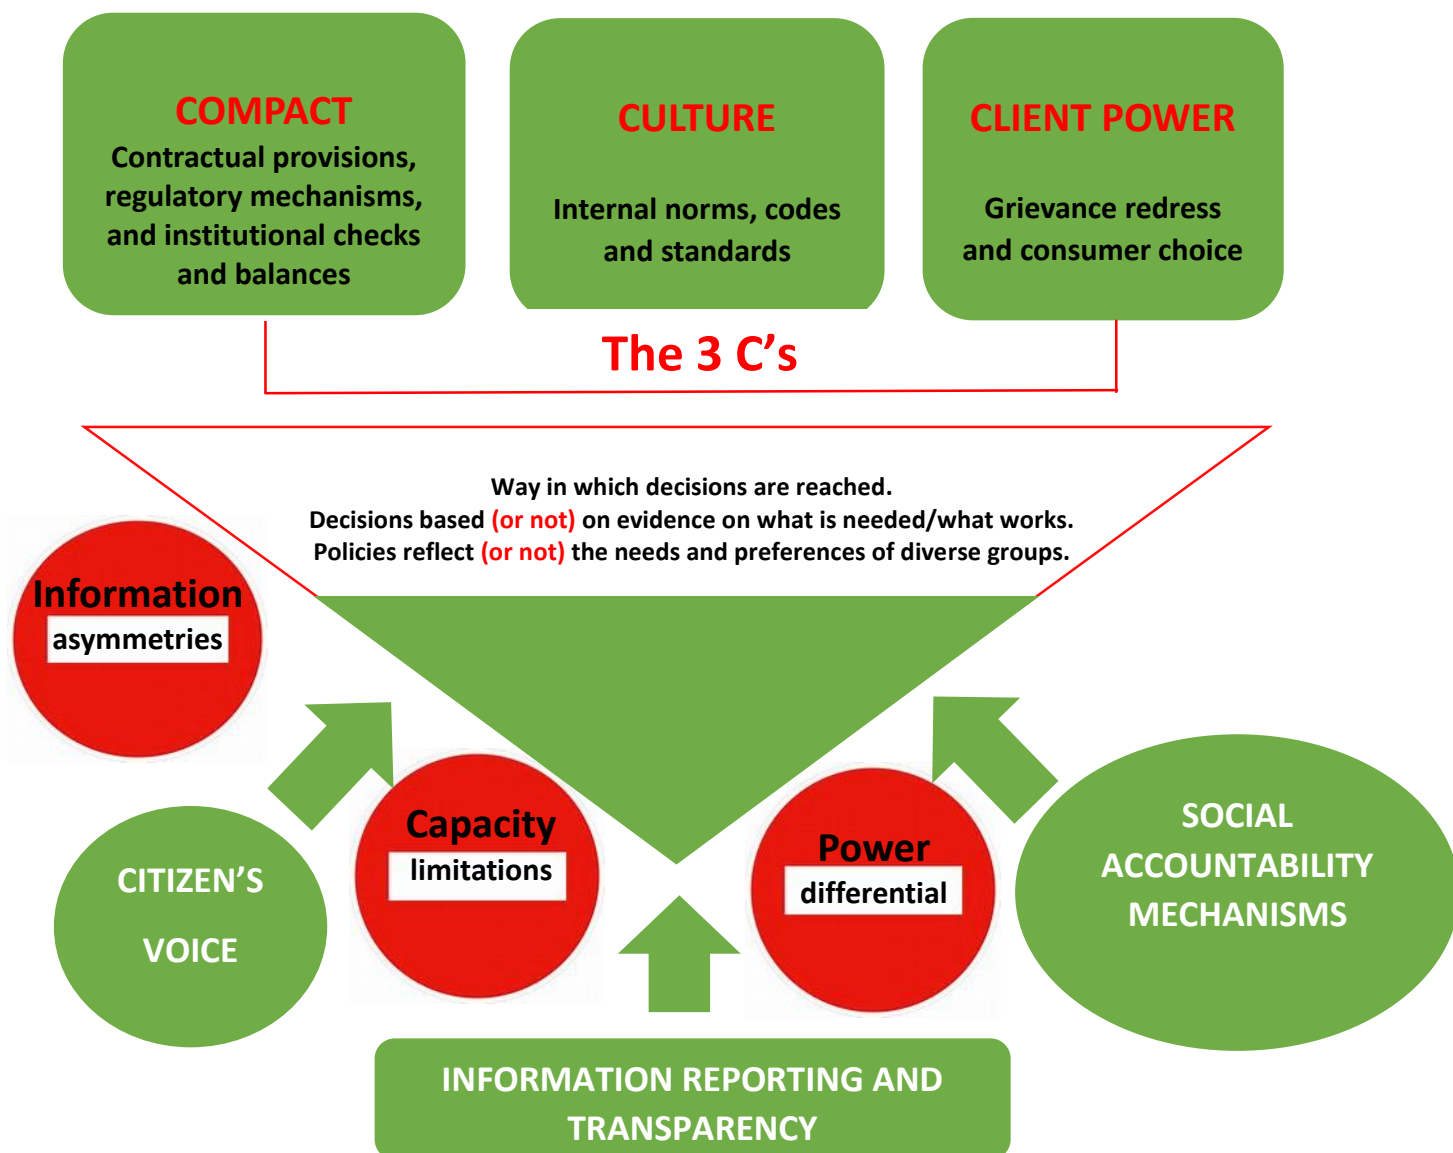 COMPACT
Contractual provisions,
regulatory mechanisms,
and institutional checks
and balances
CULTURE
Internal norms, codes
and standards
CLIENT POWER
Grievance redress
and consumer choice
The 3 C’s
Way in which decisions are reached.
Decisions based (or not) on evidence on what is needed/what works.
Policies reflect (or not) the needs and preferences of diverse groups.
Information
asymmetries
Capacity
limitations
Power
differential
CITIZEN’S
VOICE
SOCIAL
ACCOUNTABILITY
MECHANISMS
INFORMATION REPORTING AND
TRANSPARENCY